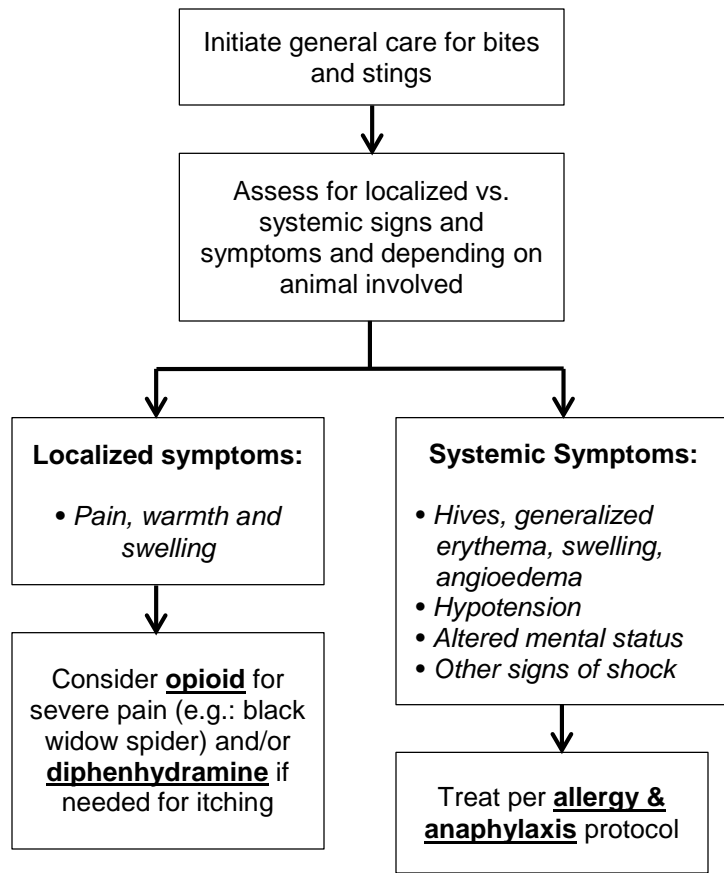 Initiate general care for bites
and stings
Assess for localized vs.
systemic signs and
symptoms and depending on
animal involved
Localized symptoms:
• Pain, warmth and
swelling
Consider opioid for
severe pain (e.g.: black
widow spider) and/or
diphenhydramine if
needed for itching
Systemic Symptoms:
• Hives, generalized
erythema, swelling,
angioedema
• Hypotension
• Altered mental status
• Other signs of shock
Treat per allergy &
anaphylaxis protocol